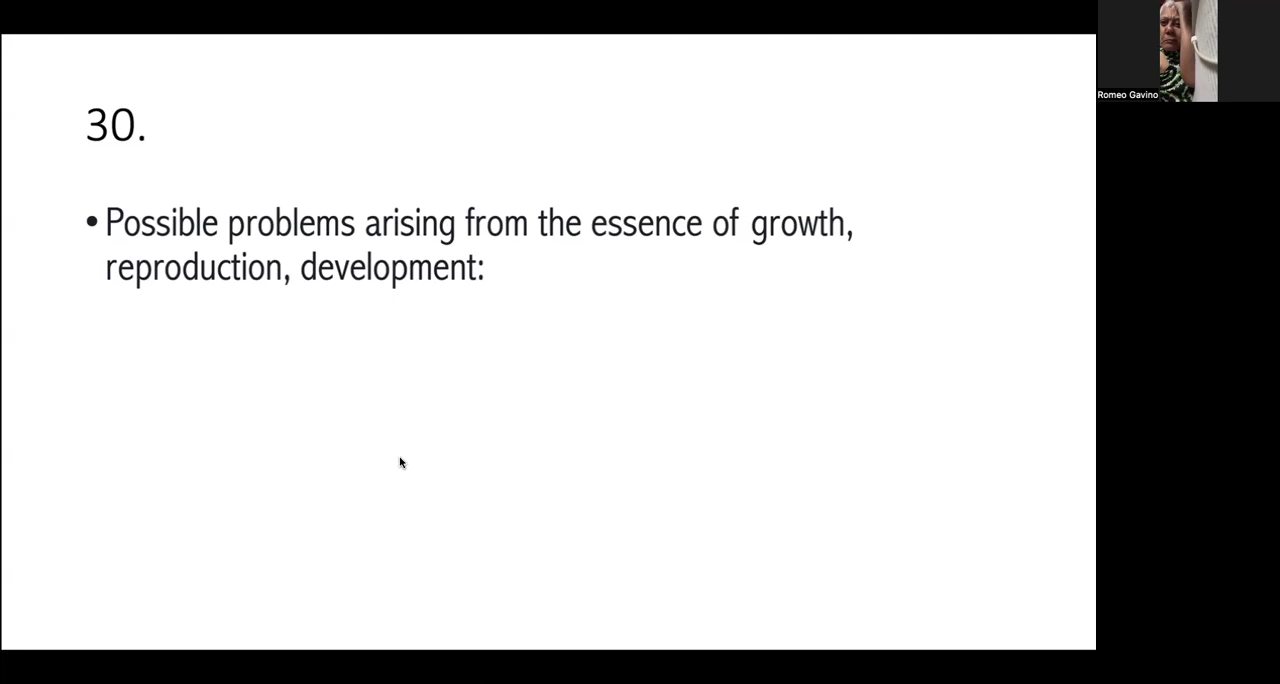 30.
• Possible problems arising from the essence of growth,
reproduction, development:
Romeo Gavino